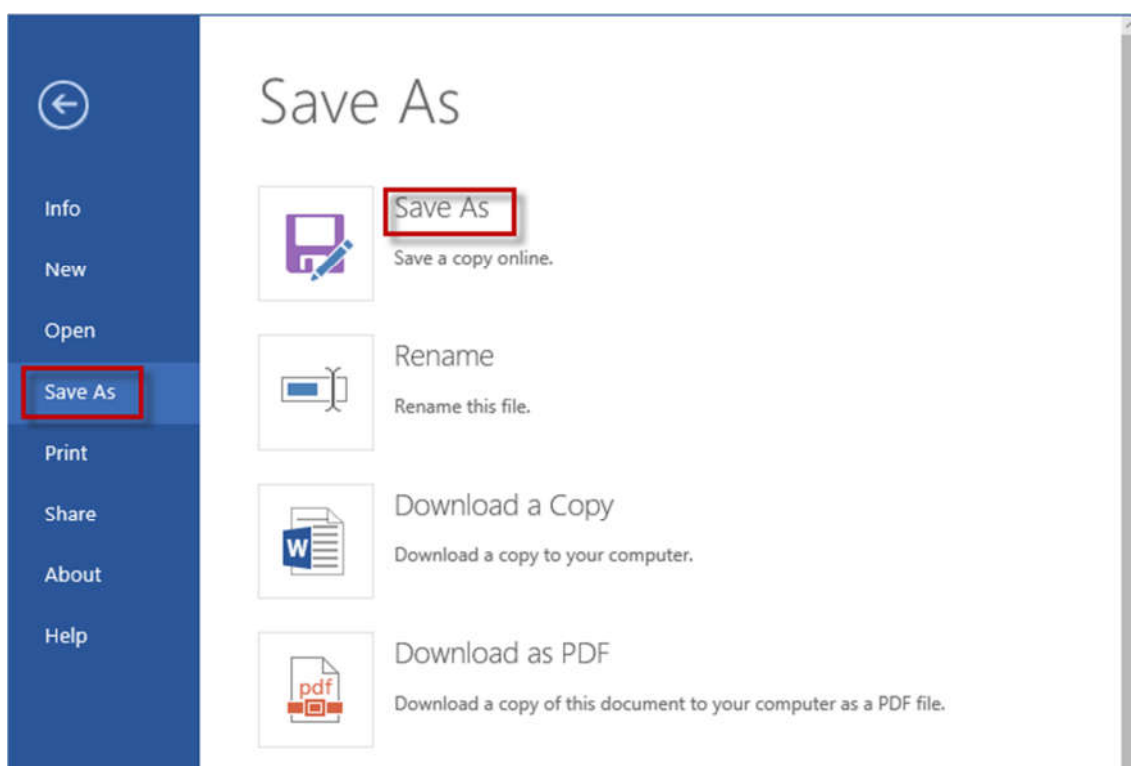 Save As
Info
New
Open
Save As
Print
Share
About
Help
Save As
Save a copy online.
Rename
Rename this file.
W
Download a Copy
Download a copy to your computer.
pdf
Download as PDF
Download a copy of this document to your computer as a PDF file.